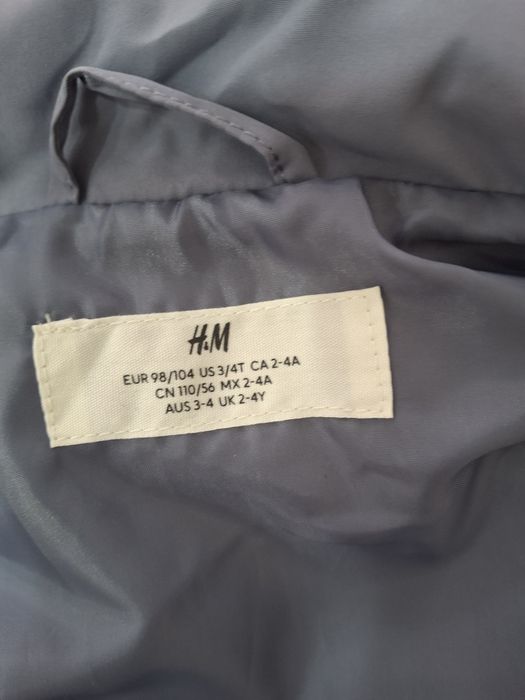 H&M
EUR 98/104 US 3/4T CA 2-4A
CN 110/56 MX 2-4A
AUS 3-4 UK 2-4Y